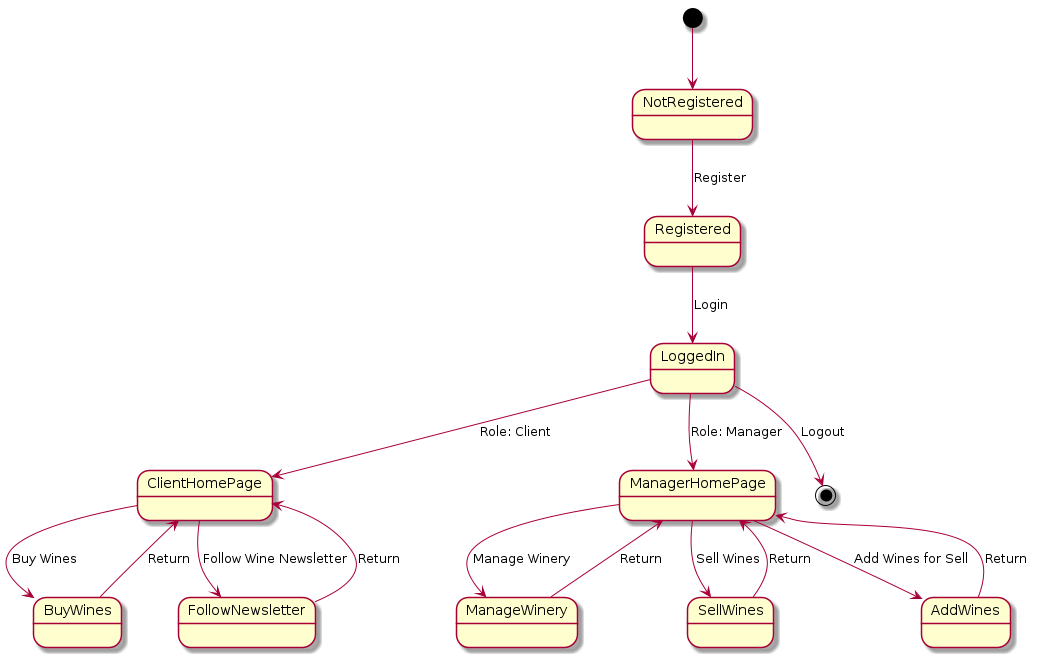 NotRegistered
Register
Registered
Login
LoggedIn
Role: Client
Role: Manager
Logout
ClientHomePage
ManagerHomePage
Buy Wines
Return
Follow Wine Newsletter
Return
Manage Winery
Return
Sell Wines
Return
Add Wines for Sell
Return
BuyWines
FollowNewsletter
ManageWinery
SellWines
AddWines